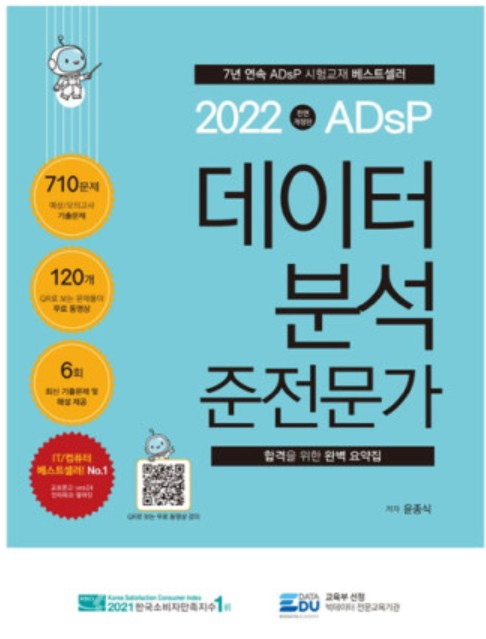 7년 연속 ADsP 시험교재 베스트셀러
2022 전면개정판 ADsP
데이터
분석
준전문가
합격을 위한 완벽 요약집
저자 윤종식
710문제
예상/모의고사
기출문제
120개
QR로 보는 문제풀이
무료 동영상
6회
최신 기출문제 및
해설 제공
IT/컴퓨터
베스트셀러! No.1
교보문고·yes24
QR로 보는 무료 동영상 강의
Korea Satisfaction Consumer Index
2021 한국소비자만족지수 1위
DATA
EDU
교육부 선정
빅데이터 전문교육기관